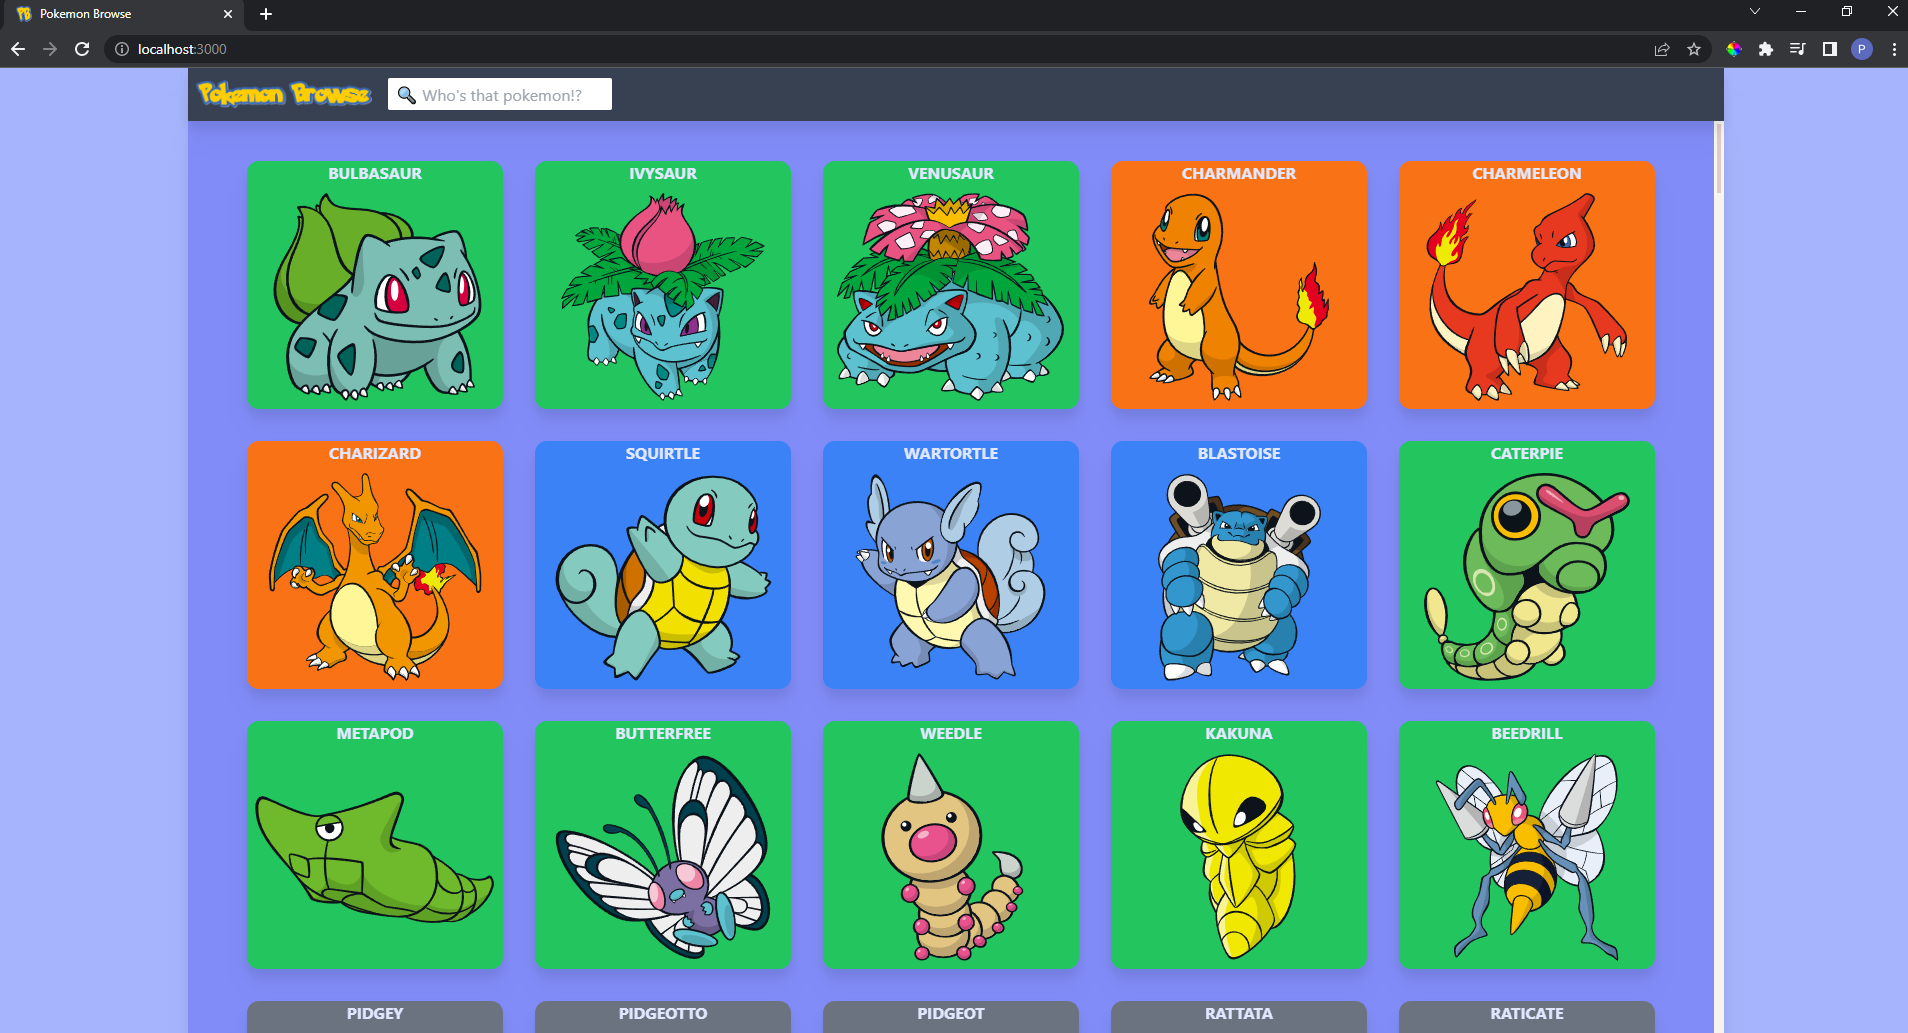 Pokemon Browse
localhost:3000
P
Pokemon Browse
Who's that pokemon!?
BULBASAUR
IVYSAUR
VENUSAUR
CHARMANDER
CHARMELEON
CHARIZARD
SQUIRTLE
WARTORTLE
BLASTOISE
CATERPIE
METAPOD
BUTTERFREE
WEEDLE
KAKUNA
BEEDRILL
PIDGEY
PIDGEOTTO
PIDGEOT
RATTATA
RATICATE